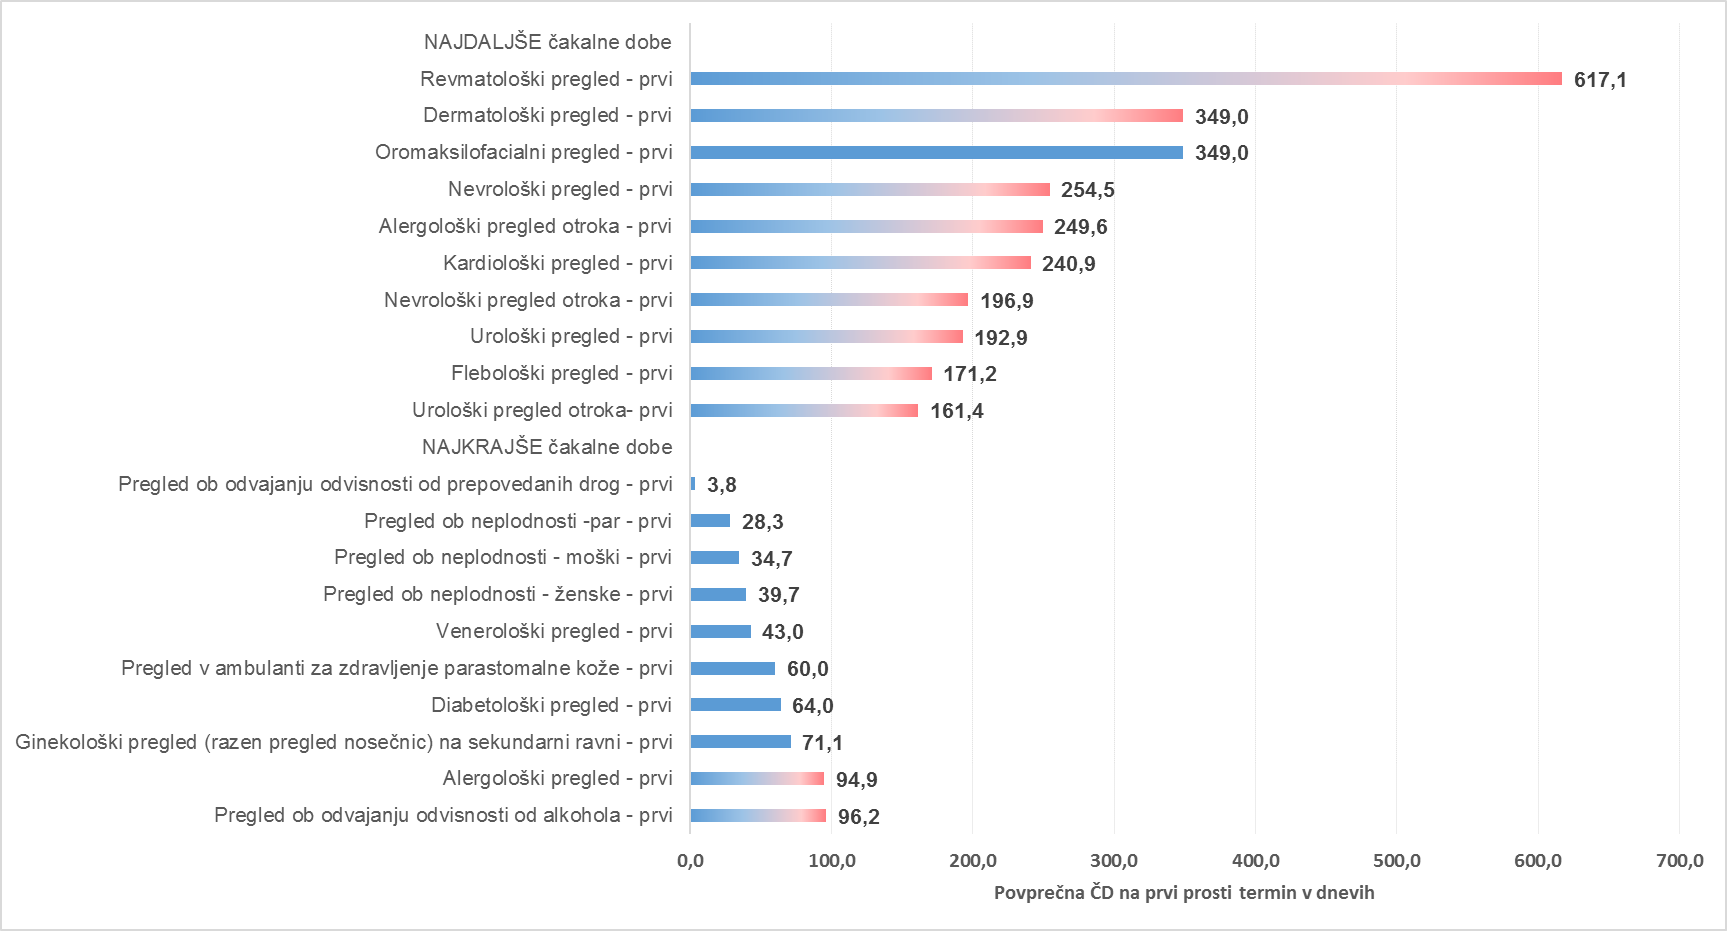 NAJDALJŠE čakalne dobe
Revmatološki pregled - prvi 617,1
Dermatološki pregled - prvi 349,0
Oromaksilofacialni pregled - prvi 349,0
Nevrološki pregled - prvi 254,5
Alergološki pregled otroka - prvi 249,6
Kardiološki pregled - prvi 240,9
Nevrološki pregled otroka - prvi 196,9
Urološki pregled - prvi 192,9
Flebološki pregled - prvi 171,2
Urološki pregled otroka- prvi 161,4
NAJKRAJŠE čakalne dobe
Pregled ob odvajanju odvisnosti od prepovedanih drog - prvi 3,8
Pregled ob neplodnosti -par - prvi 28,3
Pregled ob neplodnosti - moški - prvi 34,7
Pregled ob neplodnosti - ženske - prvi 39,7
Venerološki pregled - prvi 43,0
Pregled v ambulanti za zdravljenje parastomalne kože - prvi 60,0
Diabetološki pregled - prvi 64,0
Ginekološki pregled (razen pregled nosečnic) na sekundarni ravni - prvi 71,1
Alergološki pregled - prvi 94,9
Pregled ob odvajanju odvisnosti od alkohola - prvi 96,2
0,0 100,0 200,0 300,0 400,0 500,0 600,0 700,0
Povprečna ČD na prvi prosti termin v dnevih